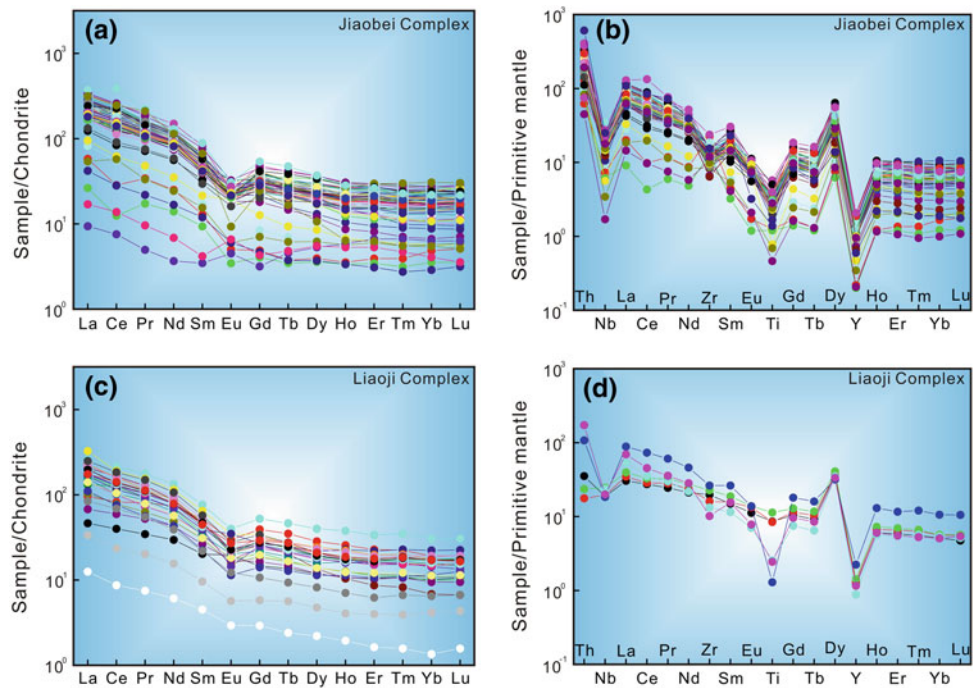 (a)
Jiaobei Complex
Sample/Chondrite
10³
10²
10¹
10⁰
La Ce Pr Nd Sm Eu Gd Tb Dy Ho Er Tm Yb Lu
(b)
Jiaobei Complex
Sample/Primitive mantle
10³
10²
10¹
10⁰
10⁻¹
Th La Pr Zr Eu Gd Dy Ho Tm Lu
Nb Ce Nd Sm Ti Tb Y Er Yb
(c)
Liaoji Complex
Sample/Chondrite
10³
10²
10¹
10⁰
La Ce Pr Nd Sm Eu Gd Tb Dy Ho Er Tm Yb Lu
(d)
Liaoji Complex
Sample/Primitive mantle
10³
10²
10¹
10⁰
10⁻¹
Th La Pr Zr Eu Gd Dy Ho Tm Lu
Nb Ce Nd Sm Ti Tb Y Er Yb